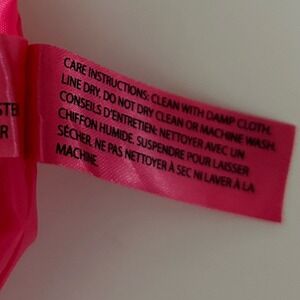 CARE INSTRUCTIONS: CLEAN WITH DAMP CLOTH.
LINE DRY. DO NOT DRY CLEAN OR MACHINE WASH.
CONSEILS D'ENTRETIEN: NETTOYER AVEC UN
CHIFFON HUMIDE. SUSPENDRE POUR LAISSER
SÉCHER. NE PAS NETTOYER À SEC NI LAVER À LA
MACHINE